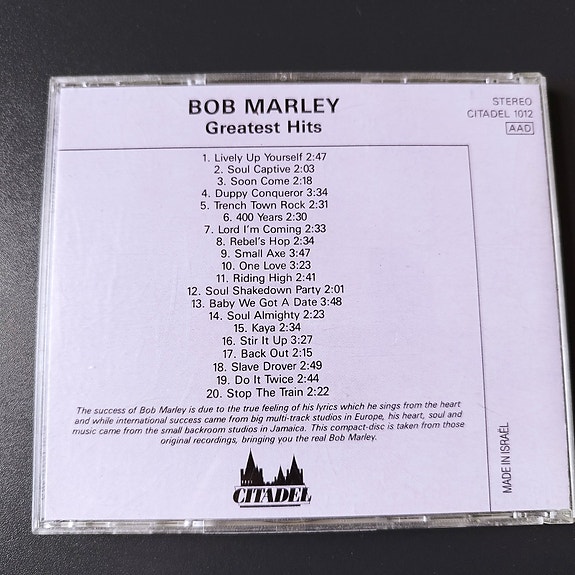 BOB MARLEY
Greatest Hits
STEREO
CITADEL 1012
AAD
1. Lively Up Yourself 2:47
2. Soul Captive 2:03
3. Soon Come 2:18
4. Duppy Conqueror 3:34
5. Trench Town Rock 2:31
6. 400 Years 2:30
7. Lord I'm Coming 2:33
8. Rebel's Hop 2:34
9. Small Axe 3:47
10. One Love 3:23
11. Riding High 2:41
12. Soul Shakedown Party 2:01
13. Baby We Got A Date 3:48
14. Soul Almighty 2:23
15. Kaya 2:34
16. Stir It Up 3:27
17. Back Out 2:15
18. Slave Drover 2:49
19. Do It Twice 2:44
20. Stop The Train 2:22
The success of Bob Marley is due to the true feeling of his lyrics which he sings from the heart
and while international success came from big multi-track studios in Europe, his heart, soul and
music came from the small backroom studios in Jamaica. This compact-disc is taken from those
original recordings, bringing you the real Bob Marley.
CITADEL
MADE IN ISRAËL